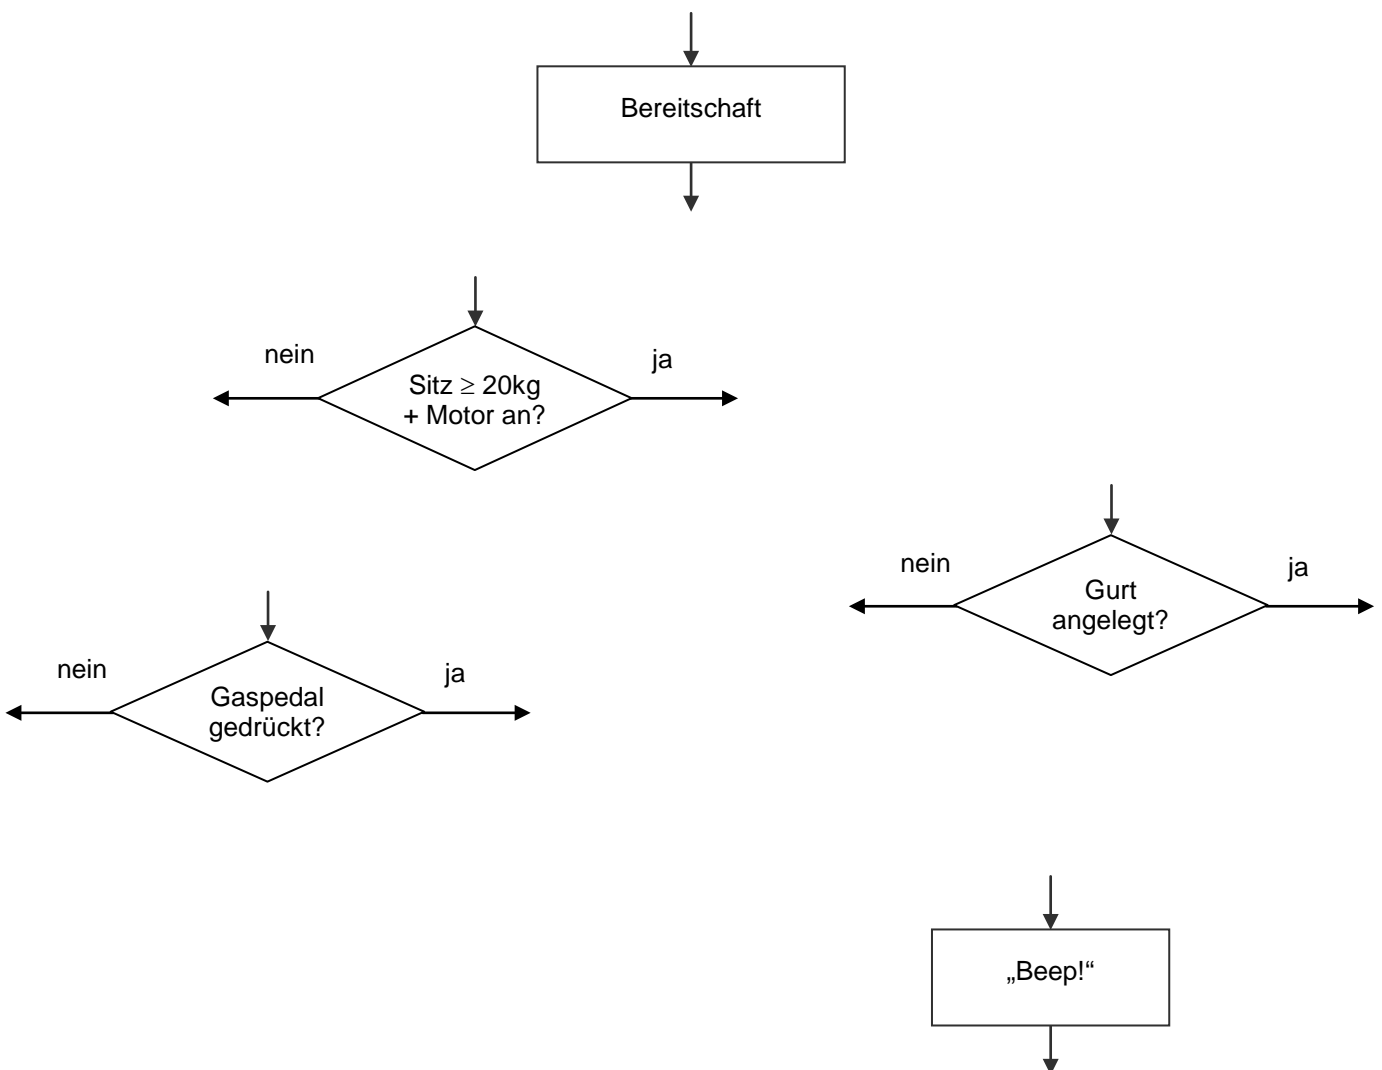 Bereitschaft
nein
ja
Sitz ≥ 20kg
+ Motor an?
nein
ja
Gurt
angelegt?
nein
ja
Gaspedal
gedrückt?
„Beep!“